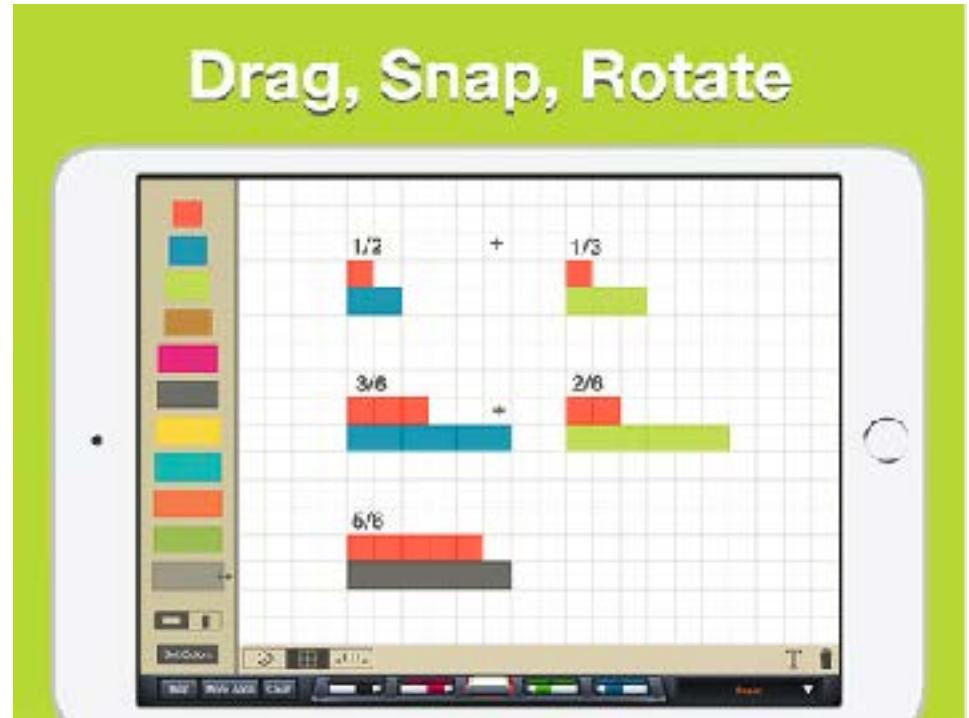 Drag, Snap, Rotate
1/2 + 1/3
3/6 + 2/6
5/6
T